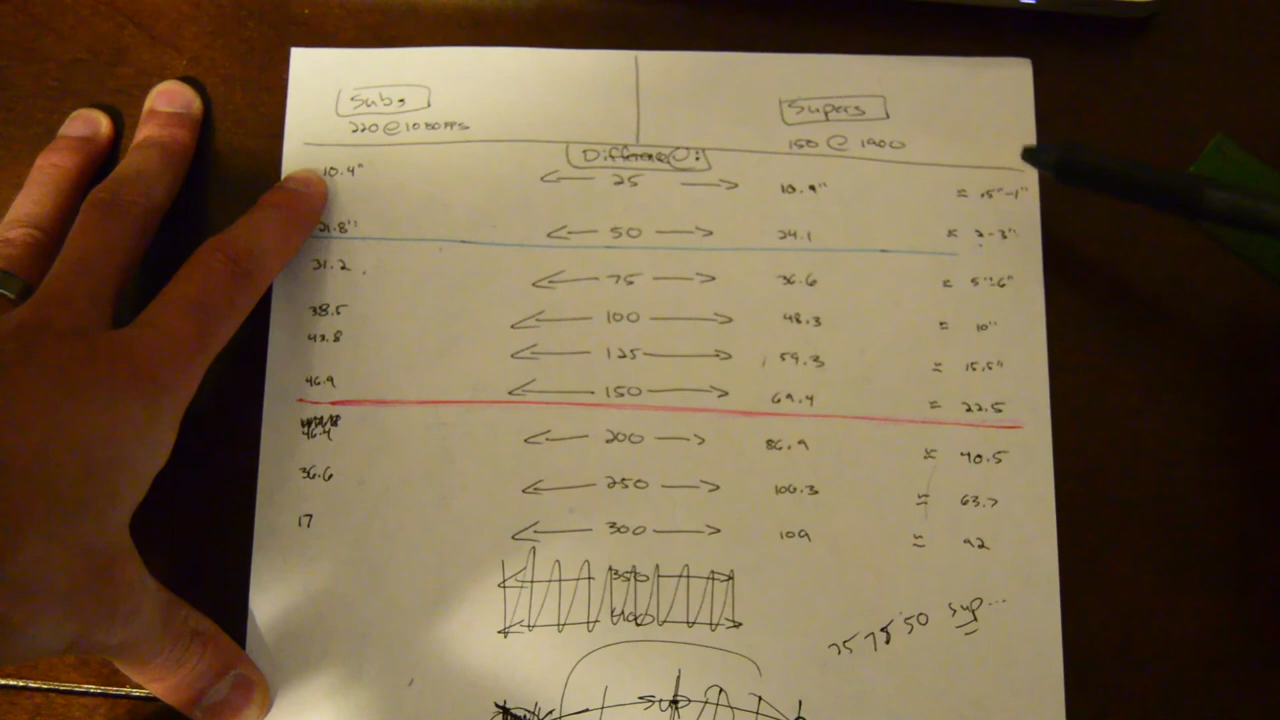 Subs
Supers
220 @ 1080 FPS
150 @ 1900
Difference:
10.4" ← 25 → 10.9" ≈ .5"-1"
21.8" ← 50 → 24.1 ≈ 2-3"
31.2 ← 75 → 36.6 ≈ 5"-6"
38.5 ← 100 → 48.3 ≈ 10"
43.8 ← 125 → 59.3 ≈ 15.5"
46.9 ← 150 → 69.4 ≈ 22.5
46.4 ← 200 → 86.9 ≈ 40.5
36.6 ← 250 → 100.3 ≈ 63.7
17 ← 300 → 109 ≈ 92
350
400
25 75 50 sup...
sup